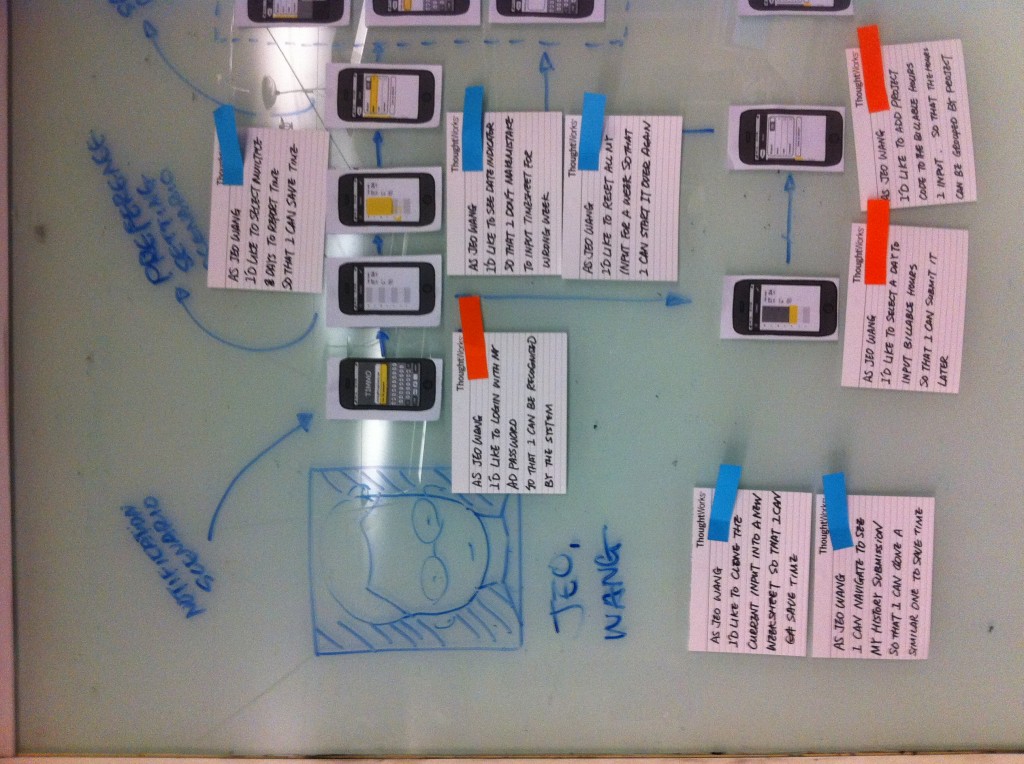 NOTIFICATION
SCENARIO
PREFERENCE
SETTING
SCENARIO
JEO.
WANG
ThoughtWorks
AS JEO WANG
I'D LIKE TO LOGIN WITH MY
AD PASSWORD
SO THAT I CAN BE RECOGNIZED
BY THE SYSTEM
ThoughtWorks
AS JEO WANG
I'D LIKE TO SELECT MULTIPLE
DAYS TO REPORT TIME
SO THAT I CAN SAVE TIME
ThoughtWorks
AS JEO WANG
I'D LIKE TO SEE DATE INDICATOR
SO THAT I DON'T MAKE MISTAKE
TO INPUT TIMESHEET FOR
WRONG WEEK
ThoughtWorks
AS JEO WANG
I'D LIKE TO RESET ALL MY
INPUT FOR A WEEK SO THAT
I CAN START IT OVER AGAIN
ThoughtWorks
AS JEO WANG
I'D LIKE TO CLONE THE
CURRENT INPUT INTO A NEW
WEEK SHEET SO THAT I CAN
SAVE TIME
ThoughtWorks
AS JEO WANG
I CAN NAVIGATE TO SEE
MY HISTORY SUBMISSION
SO THAT I CAN CLONE A
SIMILAR ONE TO SAVE TIME
ThoughtWorks
AS JEO WANG
I'D LIKE TO SELECT A DAY TO
INPUT BILLABLE HOURS
SO THAT I CAN SUBMIT IT
LATER
ThoughtWorks
AS JEO WANG
I'D LIKE TO ADD PROJECT
CODE TO THE BILLABLE HOURS
I INPUT. SO THAT THE HOURS
CAN BE GROUPED BY PROJECT